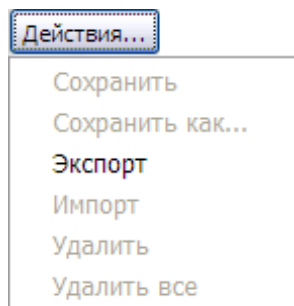 Действия...
Сохранить
Сохранить как...
Экспорт
Импорт
Удалить
Удалить все